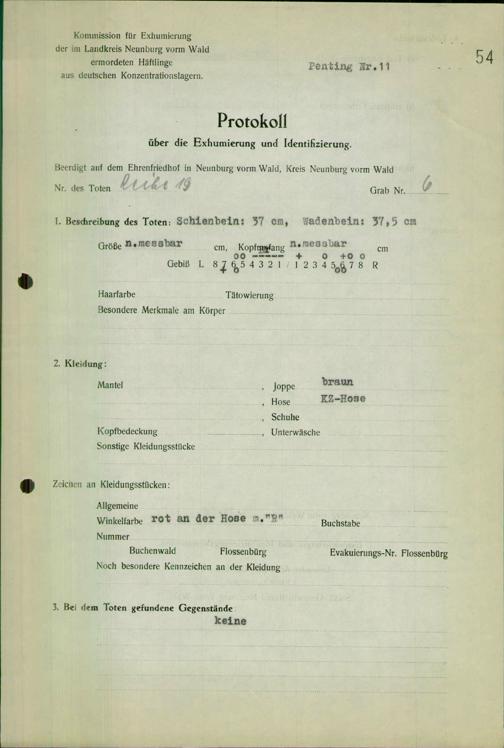 Kommission für Exhumierung
der im Landkreis Neunburg vorm Wald
ermordeten Häftlinge
aus deutschen Konzentrationslagern.
Penting Nr.11
54
Protokoll
über die Exhumierung und Identifizierung.
Beerdigt auf dem Ehrenfriedhof in Neunburg vorm Wald, Kreis Neunburg vorm Wald
Nr. des Toten Leiche 19 Grab Nr. 6
1. Beschreibung des Toten: Schienbein: 37 cm, Wadenbein: 37,5 cm
Größe n.messbar cm, Kopfumfang n.messbar cm
oo ----- + o +o o
Gebiß L 8 7 6 5 4 3 2 1 / 1 2 3 4 5 6 7 8 R
+ o oo
Haarfarbe Tätowierung
Besondere Merkmale am Körper
2. Kleidung:
Mantel , Joppe braun
, Hose KZ-Hose
, Schuhe
Kopfbedeckung , Unterwäsche
Sonstige Kleidungsstücke
Zeichen an Kleidungsstücken:
Allgemeine
Winkelfarbe rot an der Hose m. Buchstabe
Nummer
Buchenwald Flossenbürg Evakuierungs-Nr. Flossenbürg
Noch besondere Kennzeichen an der Kleidung
3. Bei dem Toten gefundene Gegenstände
keine